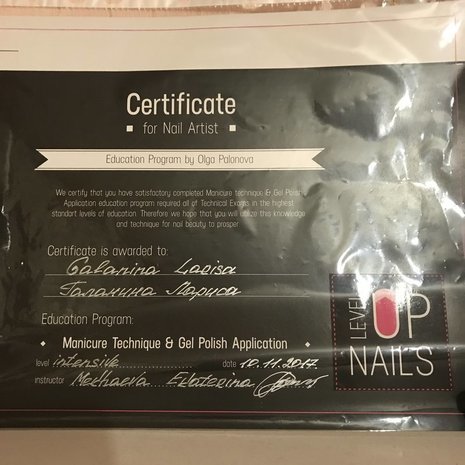 Certificate
for Nail Artist
Education Program by Olga Palonova
We certify that you have satisfactory completed Manicure technique & Gel Polish
Application education program required all of Technical Exams in the highest
standart levels of education. Therefore we hope that you will utilize this knowledge
and technique for nail beauty to prosper
Certificate is awarded to:
Galanina Larisa
Галанина Лариса
Education Program:
Manicure Technique & Gel Polish Application
level intensive date 10.11.2017
instructor Mechaeva Ekaterina
LEVEL UP
NAILS